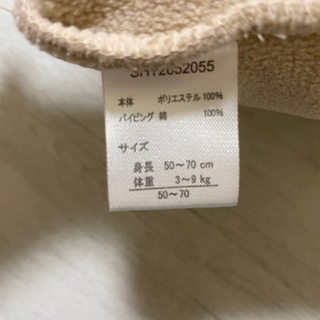 SH12032055
本体 ポリエステル 100%
パイピング 綿 100%
サイズ
身長 50～70 cm
体重 3～9 kg
50～70